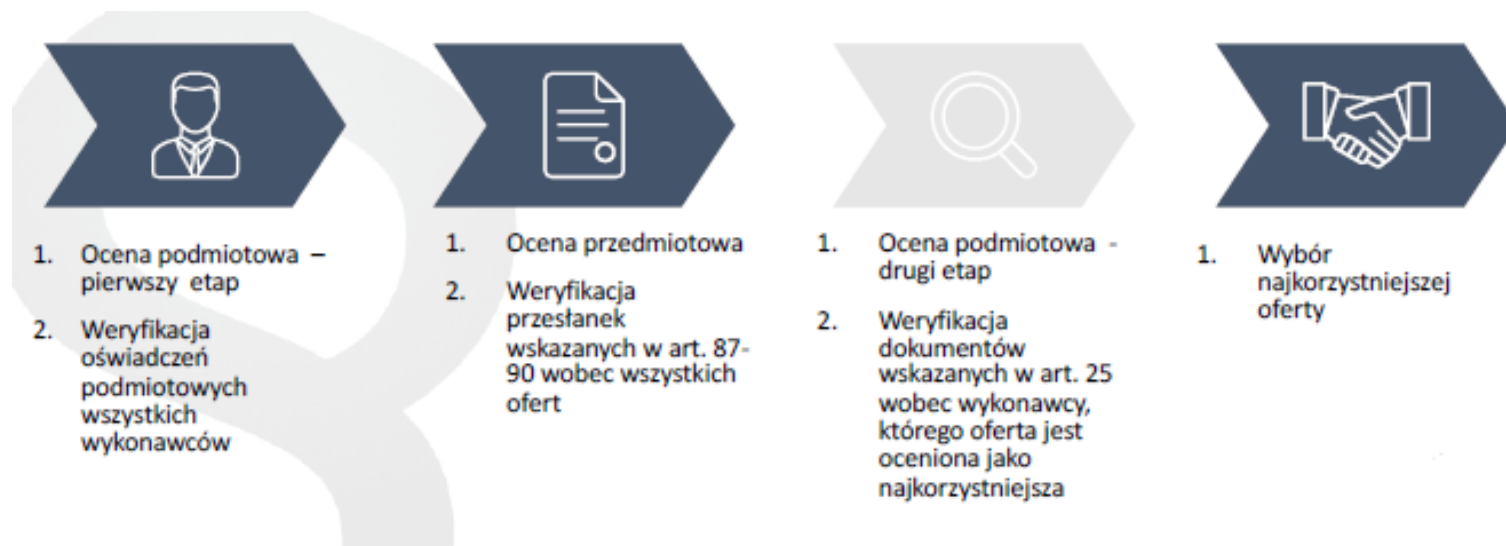 1. Ocena podmiotowa –
pierwszy etap
2. Weryfikacja
oświadczeń
podmiotowych
wszystkich
wykonawców
1. Ocena przedmiotowa
2. Weryfikacja
przesłanek
wskazanych w art. 87-
90 wobec wszystkich
ofert
1. Ocena podmiotowa -
drugi etap
2. Weryfikacja
dokumentów
wskazanych w art. 25
wobec wykonawcy,
którego oferta jest
oceniona jako
najkorzystniejsza
1. Wybór
najkorzystniejszej
oferty